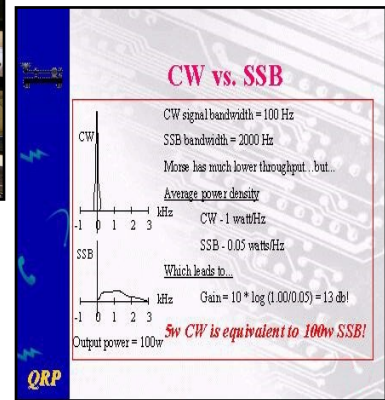 CW vs. SSB
CW signal bandwidth = 100 Hz
SSB bandwidth = 2000 Hz
Morse has much lower throughput...but...
Average power density
CW - 1 watt/Hz
SSB - 0.05 watts/Hz
Which leads to...
Gain = 10 * log (1.00/0.05) = 13 db!
5w CW is equivalent to 100w SSB!
CW
-1 0 1 2 3 kHz
SSB
-1 0 1 2 3 kHz
Output power = 100w
QRP